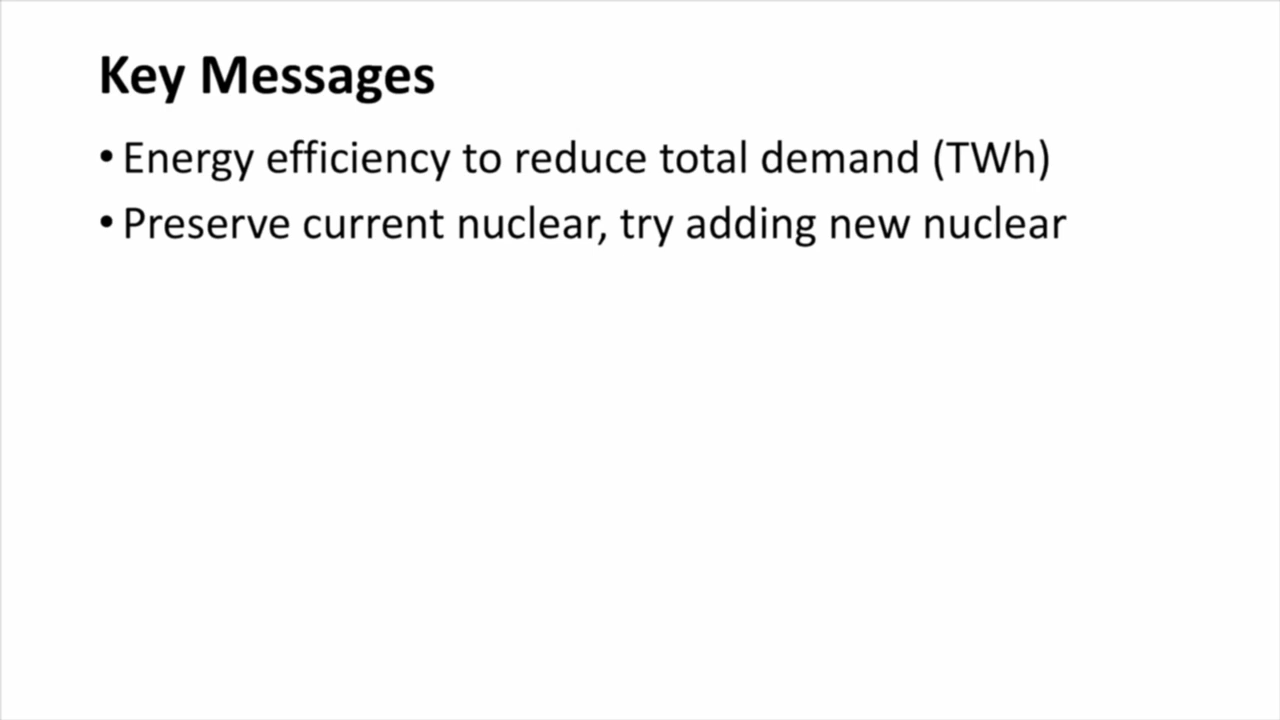 Key Messages
• Energy efficiency to reduce total demand (TWh)
• Preserve current nuclear, try adding new nuclear